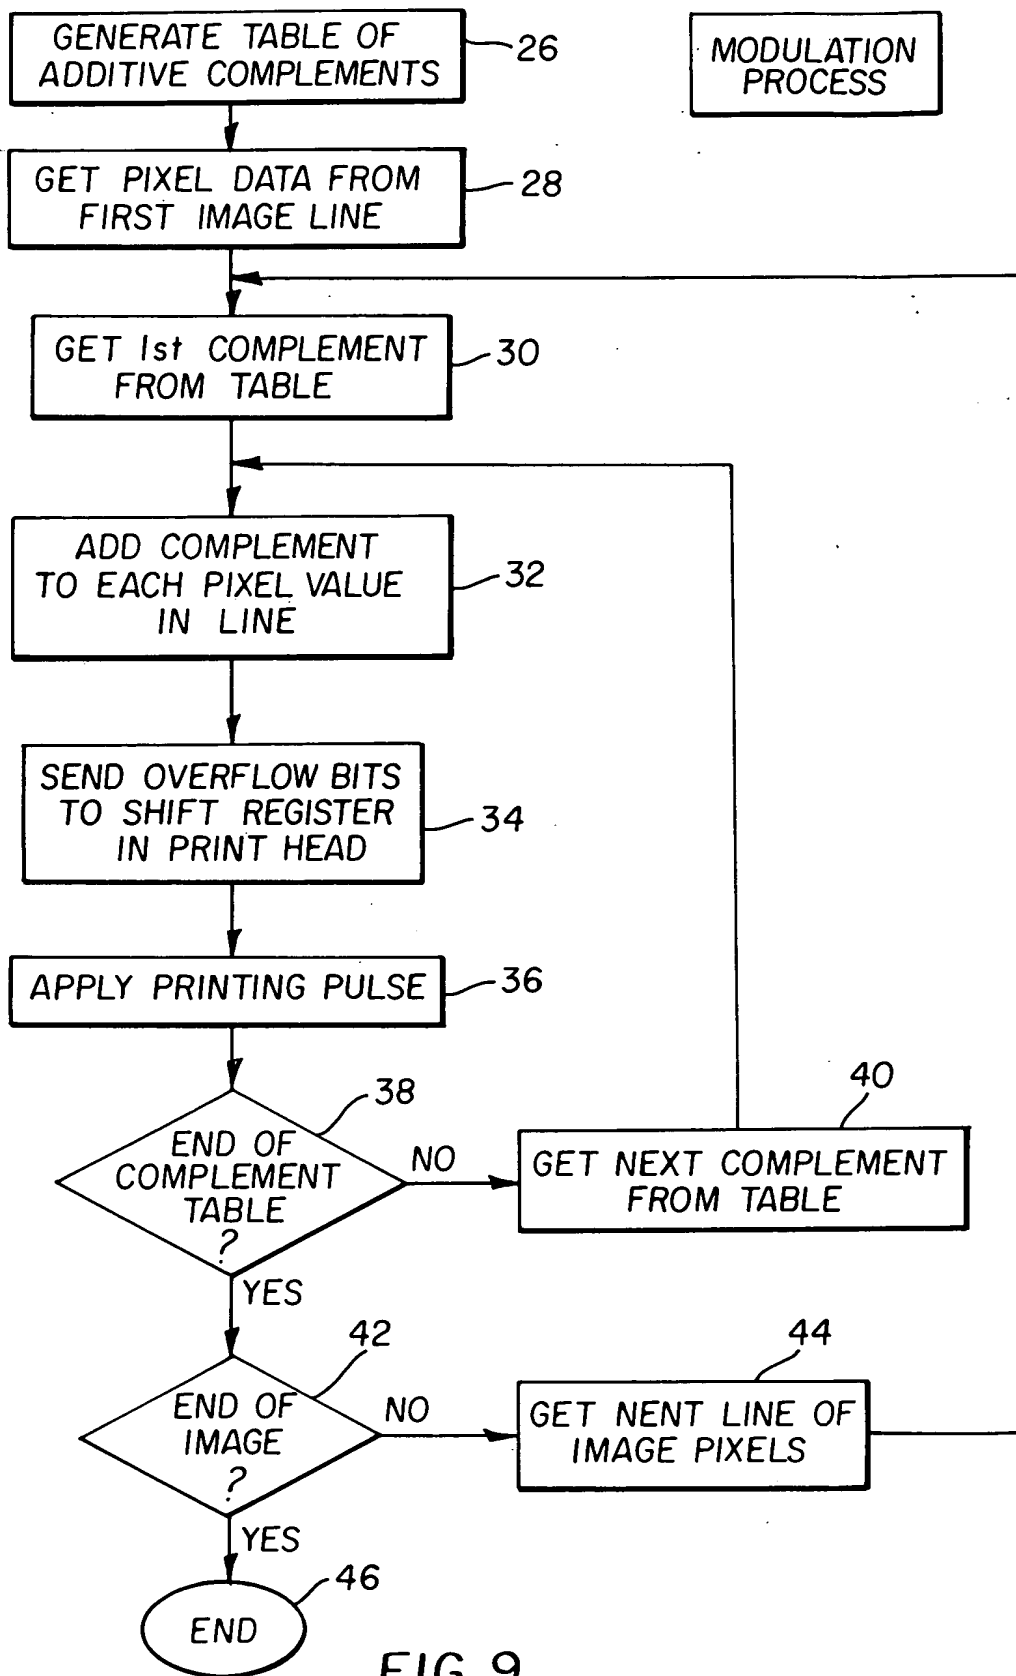 GENERATE TABLE OF
ADDITIVE COMPLEMENTS
26
MODULATION
PROCESS
GET PIXEL DATA FROM
FIRST IMAGE LINE
28
GET 1st COMPLEMENT
FROM TABLE
30
ADD COMPLEMENT
TO EACH PIXEL VALUE
IN LINE
32
SEND OVERFLOW BITS
TO SHIFT REGISTER
IN PRINT HEAD
34
APPLY PRINTING PULSE
36
38
END OF
COMPLEMENT
TABLE
?
NO
YES
40
GET NEXT COMPLEMENT
FROM TABLE
42
END OF
IMAGE
?
NO
YES
44
GET NENT LINE OF
IMAGE PIXELS
46
END
FIG. 9